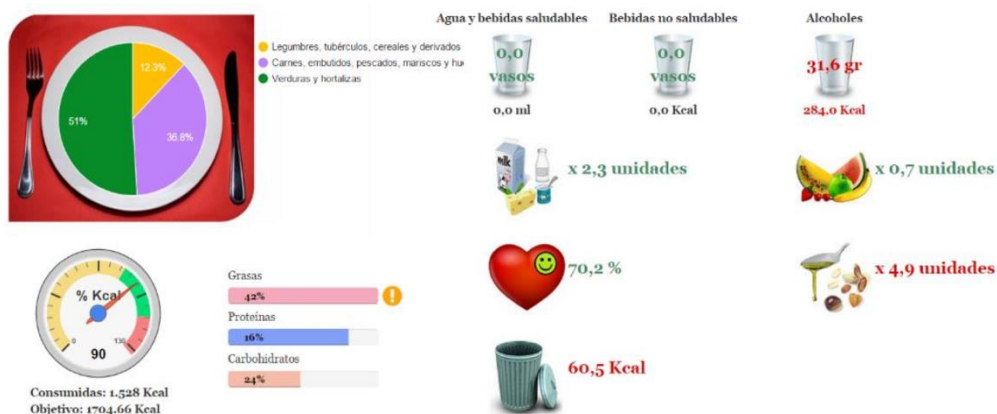 12.3%
36.8%
51%
Legumbres, tubérculos, cereales y derivados
Carnes, embutidos, pescados, mariscos y hue
Verduras y hortalizas
Agua y bebidas saludables
0,0
vasos
0,0 ml
Bebidas no saludables
0,0
vasos
0,0 Kcal
Alcoholes
31,6 gr
284,0 Kcal
milk
x 2,3 unidades
x 0,7 unidades
70,2 %
x 4,9 unidades
60,5 Kcal
% Kcal
0
130
90
Consumidas: 1.528 Kcal
Objetivo: 1704.66 Kcal
Grasas
42%
Proteínas
16%
Carbohidratos
24%